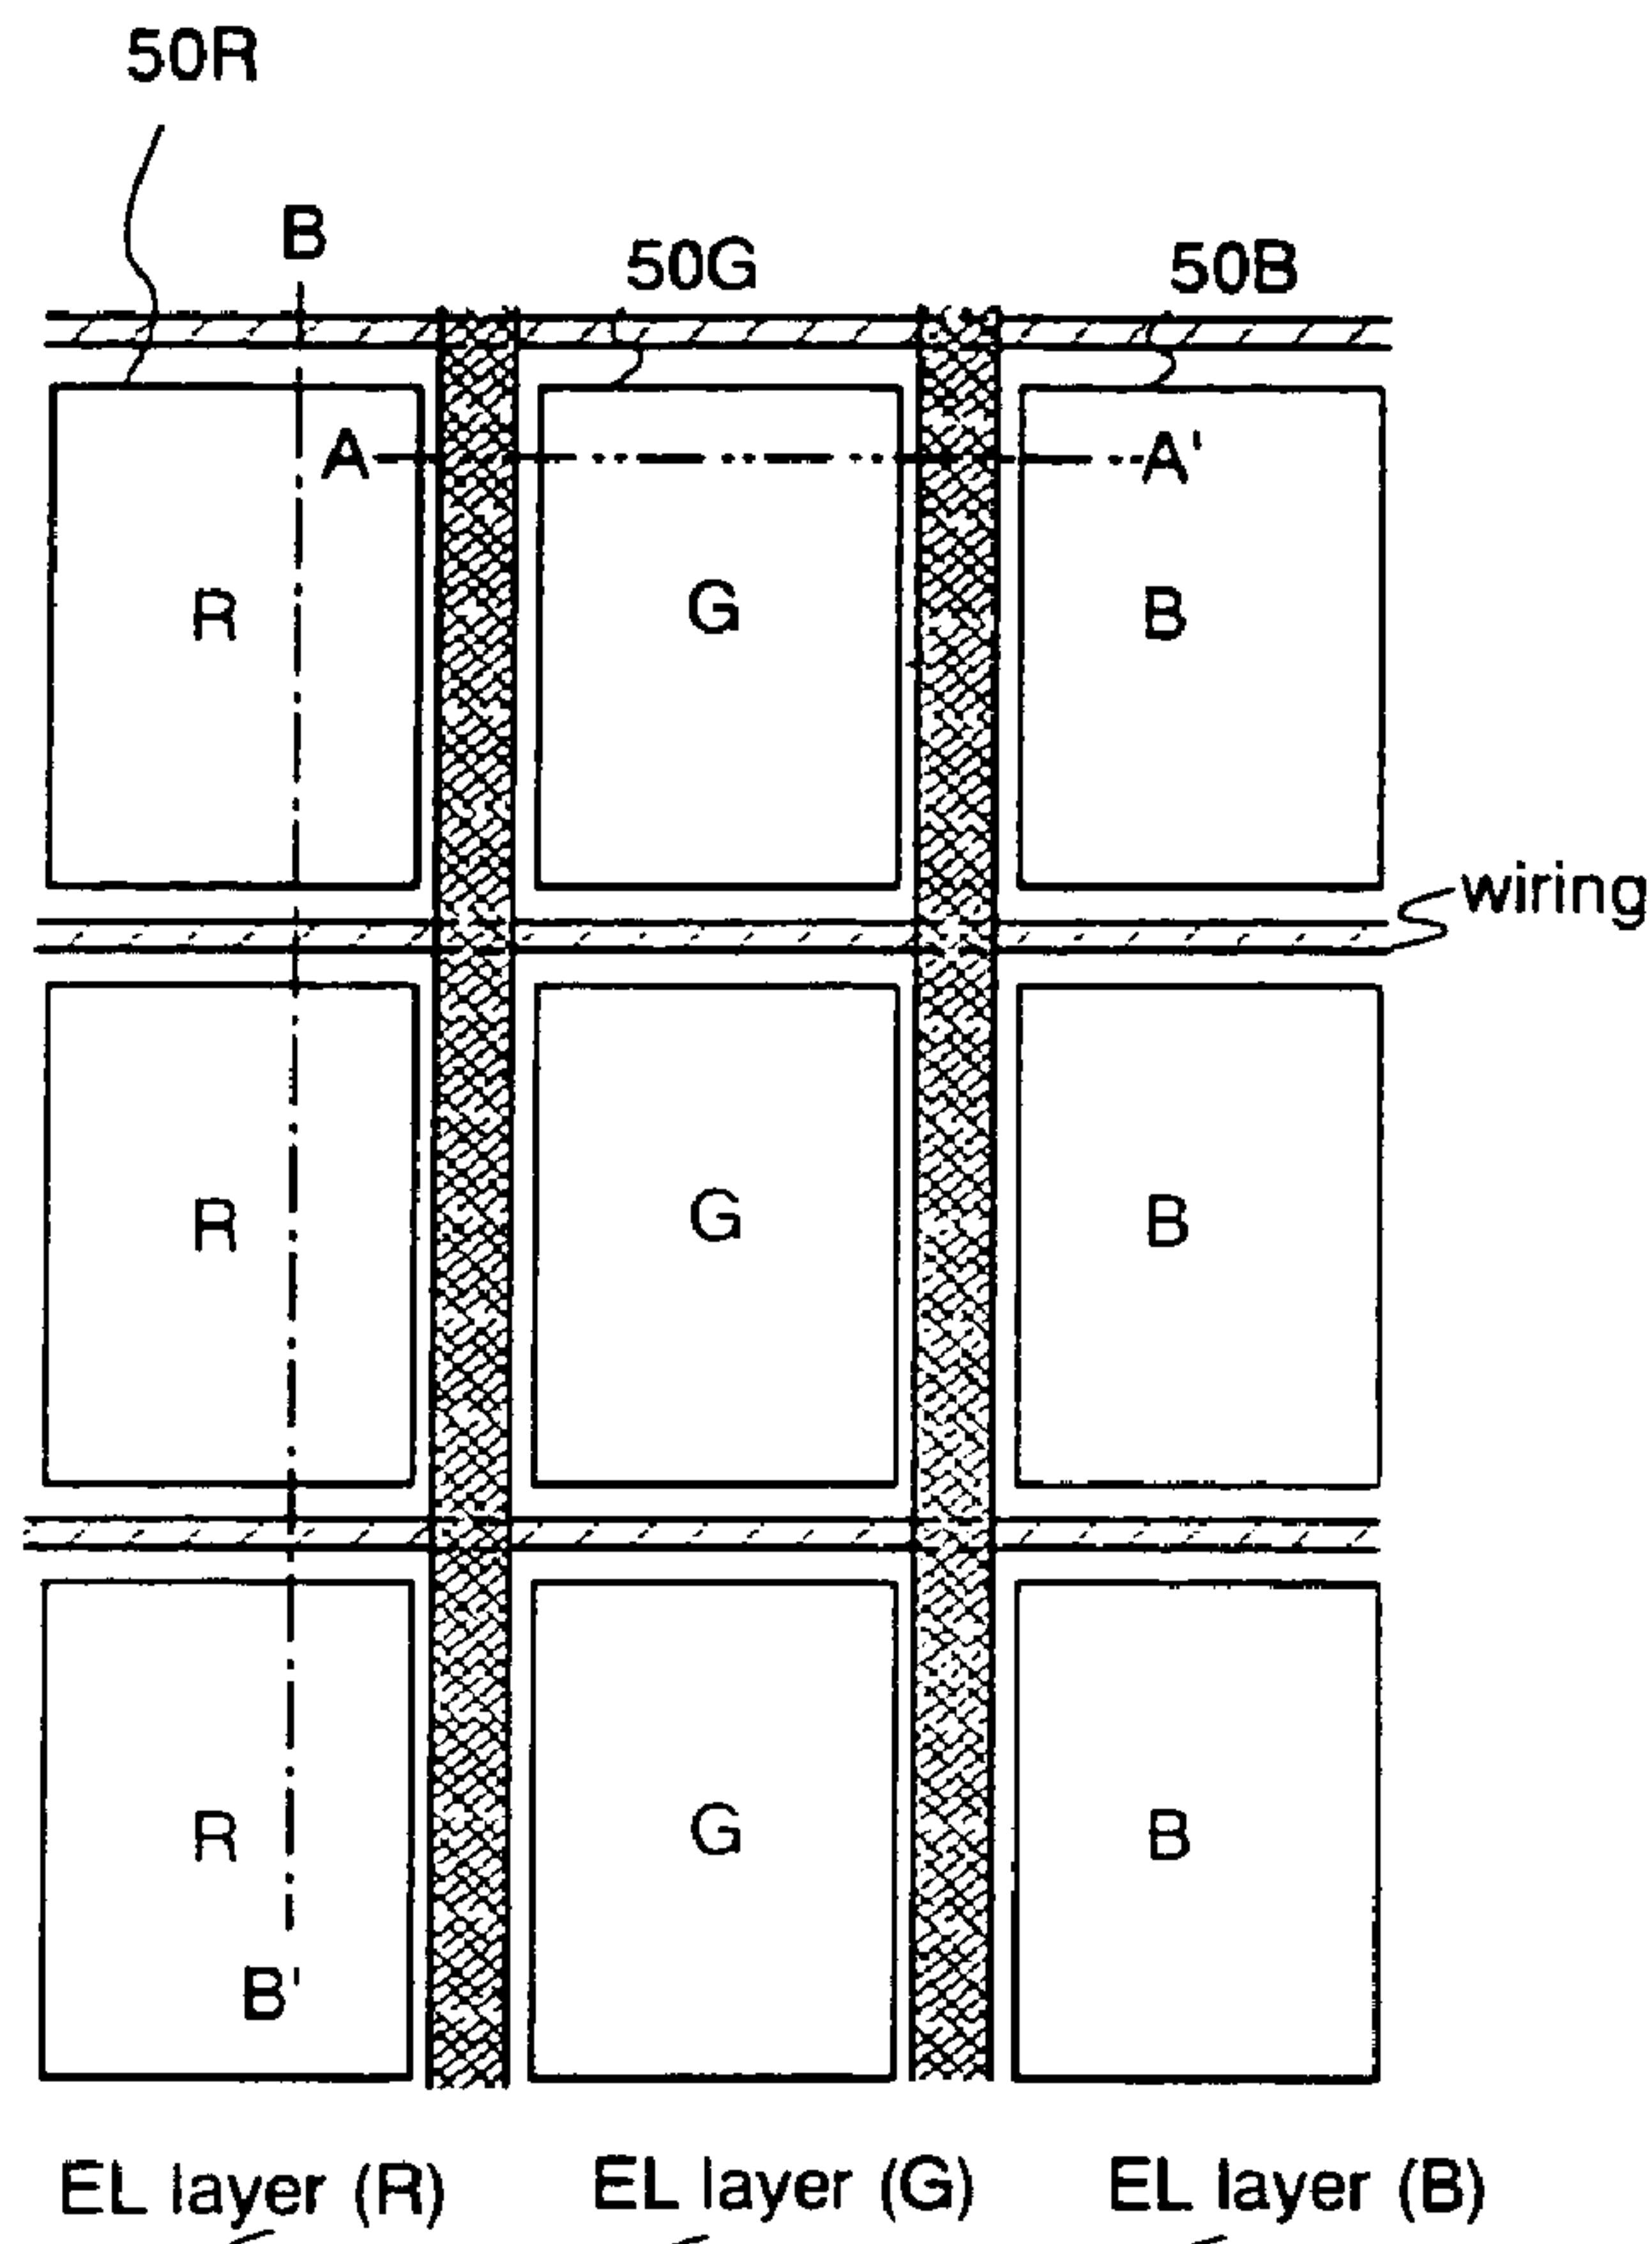 50R
B
50G 50B
A A'
R G B
wiring
R G B
R G B
B'
EL layer (R) EL layer (G) EL layer (B)